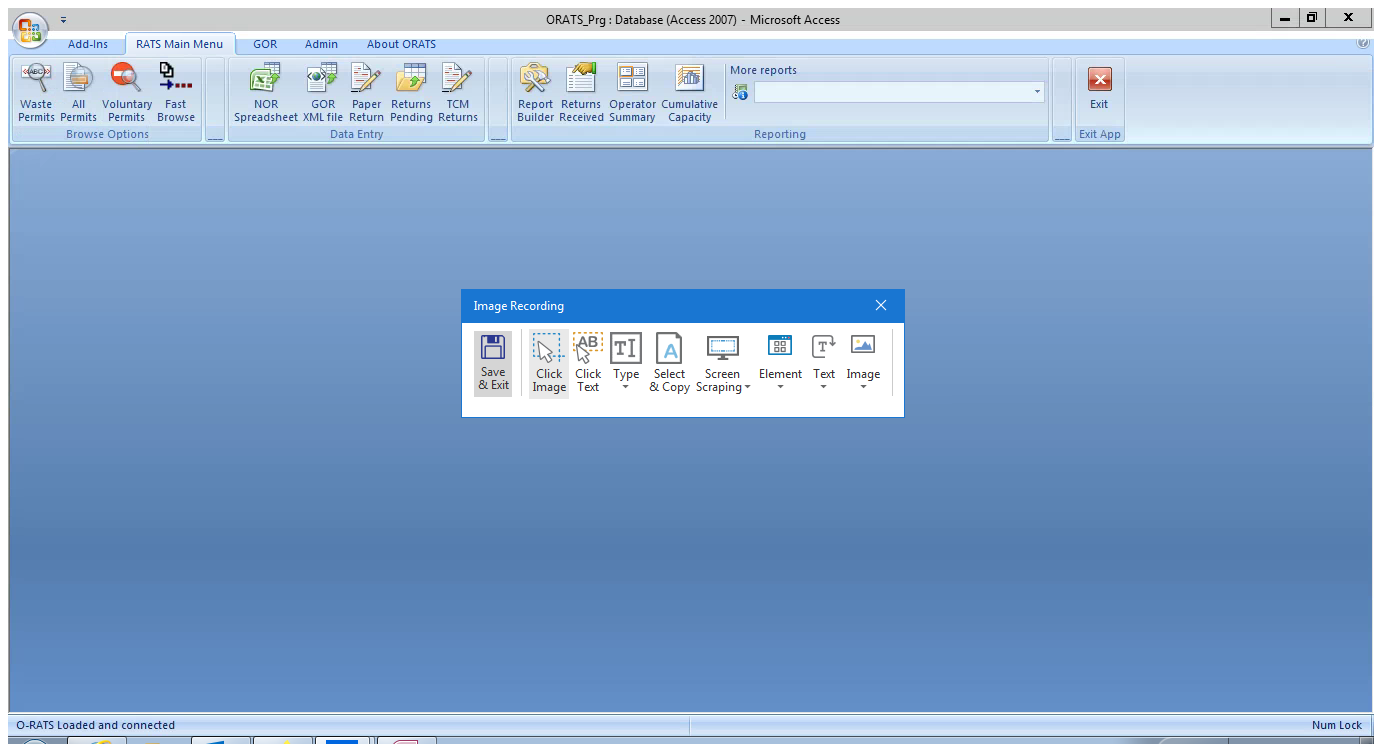 ORATS_Prg : Database (Access 2007) - Microsoft Access
Add-Ins RATS Main Menu GOR Admin About ORATS
ABC More reports
Waste All Voluntary Fast NOR GOR Paper Returns TCM Report Returns Operator Cumulative Exit
Permits Permits Permits Browse Spreadsheet XML file Return Pending Returns Builder Received Summary Capacity
Browse Options Data Entry Reporting Exit App
Image Recording
AB T A T
Save Click Click Type Select Screen Element Text Image
& Exit Image Text & Copy Scraping
O-RATS Loaded and connected Num Lock